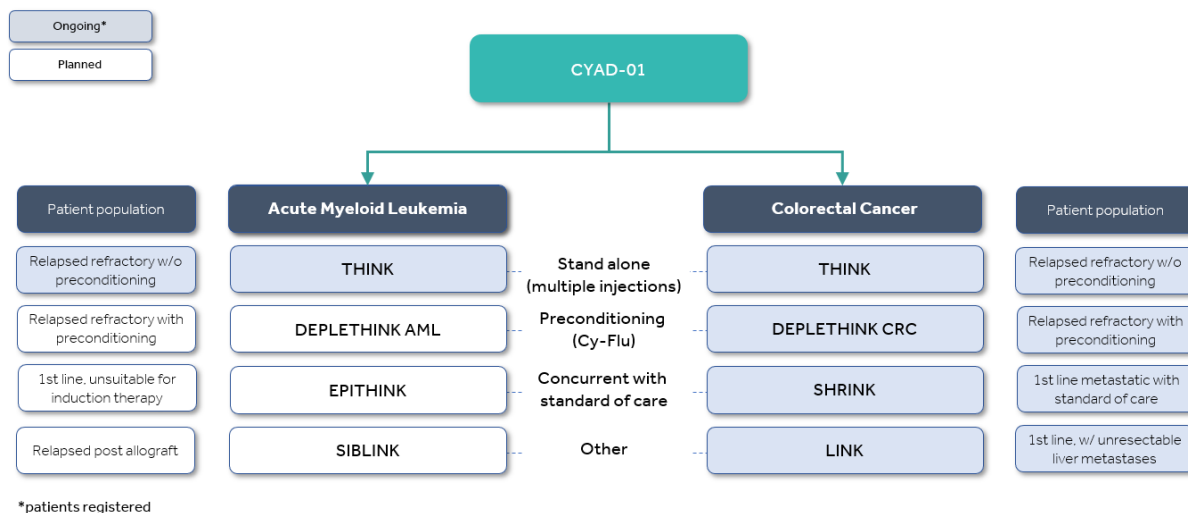 Ongoing*
Planned
CYAD-01
Patient population
Acute Myeloid Leukemia
Colorectal Cancer
Patient population
Relapsed refractory w/o
preconditioning
THINK
Stand alone
(multiple injections)
THINK
Relapsed refractory w/o
preconditioning
Relapsed refractory with
preconditioning
DEPLETHINK AML
Preconditioning
(Cy-Flu)
DEPLETHINK CRC
Relapsed refractory with
preconditioning
1st line, unsuitable for
induction therapy
EPITHINK
Concurrent with
standard of care
SHRINK
1st line metastatic with
standard of care
Relapsed post allograft
SIBLINK
Other
LINK
1st line, w/ unresectable
liver metastases
*patients registered